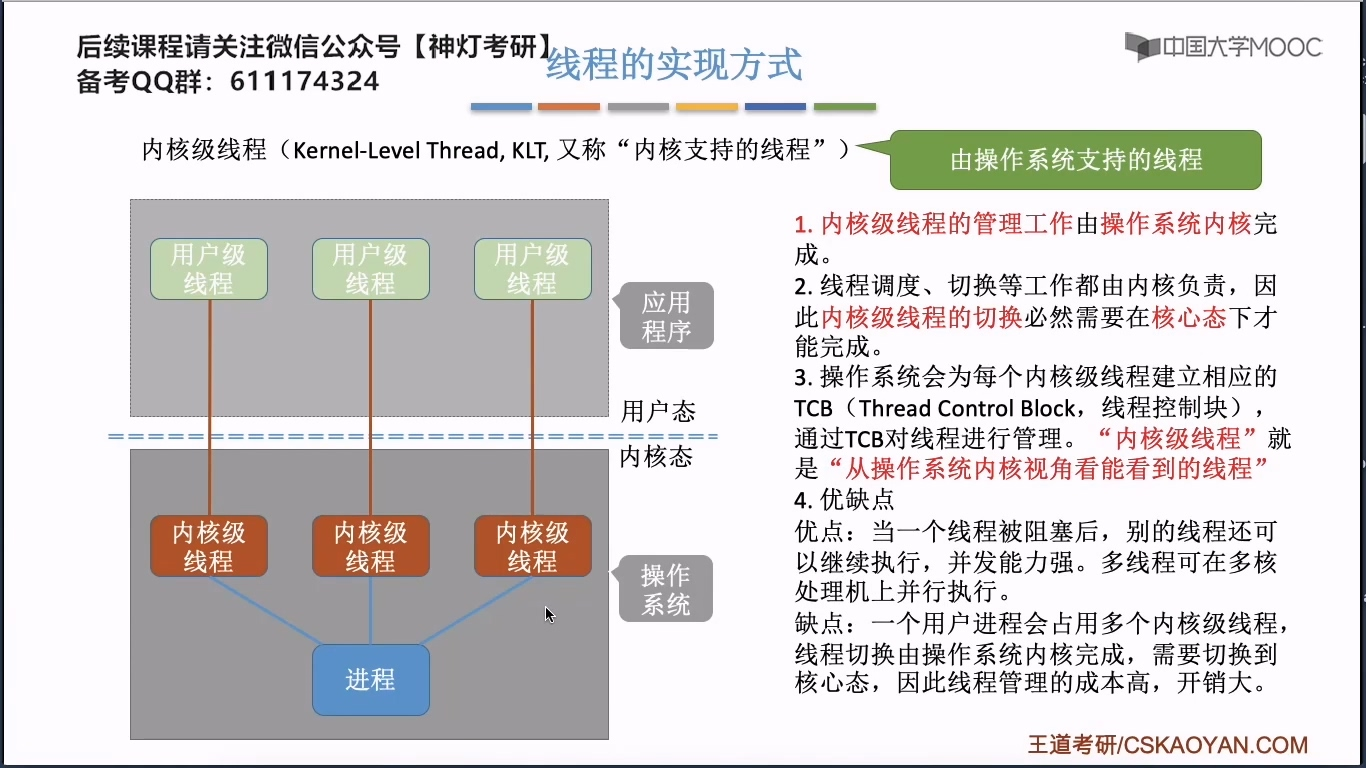 后续课程请关注微信公众号【神灯考研】
备考QQ群：611174324
线程的实现方式
中国大学MOOC
内核级线程（Kernel-Level Thread, KLT, 又称“内核支持的线程”）
由操作系统支持的线程
用户级
线程
用户级
线程
用户级
线程
应用
程序
用户态
内核态
内核级
线程
内核级
线程
内核级
线程
操作
系统
进程
1. 内核级线程的管理工作由操作系统内核完
成。
2. 线程调度、切换等工作都由内核负责，因
此内核级线程的切换必然需要在核心态下才
能完成。
3. 操作系统会为每个内核级线程建立相应的
TCB（Thread Control Block，线程控制块），
通过TCB对线程进行管理。“内核级线程”就
是“从操作系统内核视角看能看到的线程”
4. 优缺点
优点：当一个线程被阻塞后，别的线程还可
以继续执行，并发能力强。多线程可在多核
处理机上并行执行。
缺点：一个用户进程会占用多个内核级线程，
线程切换由操作系统内核完成，需要切换到
核心态，因此线程管理的成本高，开销大。
王道考研/CSKAOYAN.COM